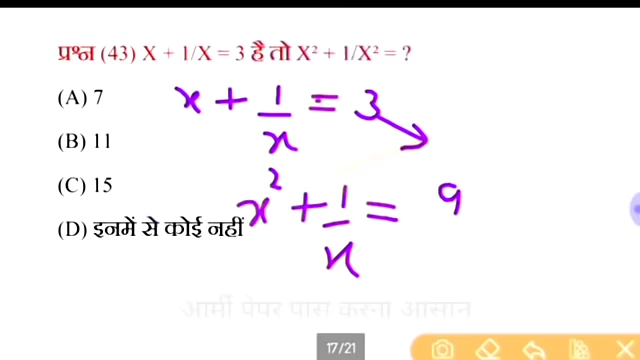 प्रश्न (43) X + 1/X = 3 है तो X² + 1/X² = ?
(A) 7
x + 1/x = 3
(B) 11
(C) 15
x² + 1/x = 9
(D) इनमें से कोई नहीं
आर्मी पेपर पास करना आसान
17/21